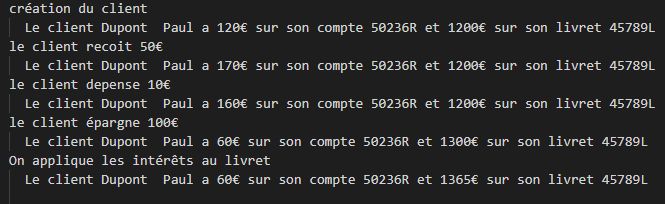 création du client
Le client Dupont  Paul a 120€ sur son compte 50236R et 1200€ sur son livret 45789L
le client recoit 50€
Le client Dupont  Paul a 170€ sur son compte 50236R et 1200€ sur son livret 45789L
le client depense 10€
Le client Dupont  Paul a 160€ sur son compte 50236R et 1200€ sur son livret 45789L
le client épargne 100€
Le client Dupont  Paul a 60€ sur son compte 50236R et 1300€ sur son livret 45789L
On applique les intérêts au livret
Le client Dupont  Paul a 60€ sur son compte 50236R et 1365€ sur son livret 45789L